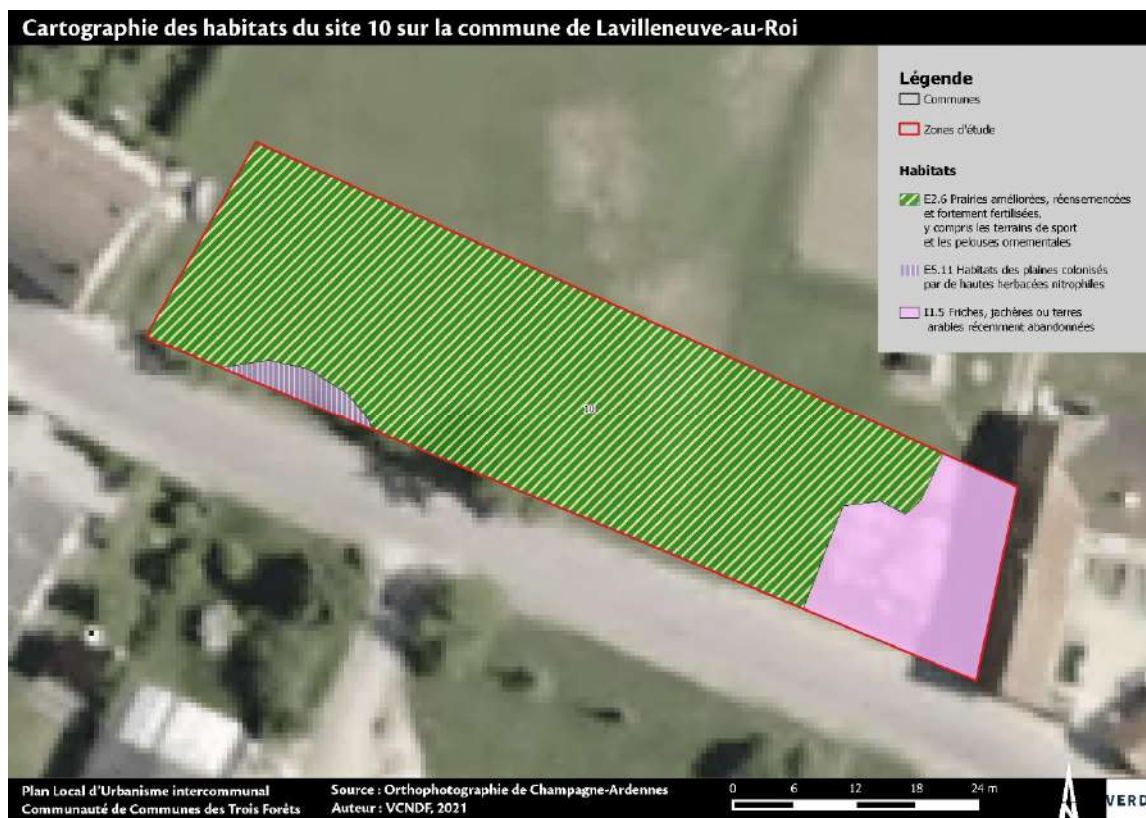 Cartographie des habitats du site 10 sur la commune de Lavilleneuve-au-Roi
Légende
Communes
Zones d'étude
Habitats
E2.6 Prairies améliorées, réensemencées
et fortement fertilisées,
y compris les terrains de sport
et les pelouses ornementales
E5.11 Habitats des plaines colonisés
par de hautes herbacées nitrophiles
I1.5 Friches, jachères ou terres
arables récemment abandonnées
10
Plan Local d'Urbanisme intercommunal
Communauté de Communes des Trois Forêts
Source : Orthophotographie de Champagne-Ardennes
Auteur : VCNDF, 2021
0 6 12 18 24 m
N
VERD